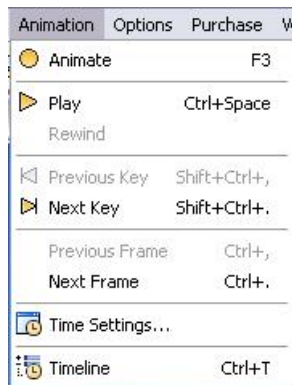 Animation Options Purchase
Animate F3
Play Ctrl+Space
Rewind
Previous Key Shift+Ctrl+,
Next Key Shift+Ctrl+.
Previous Frame Ctrl+,
Next Frame Ctrl+.
Time Settings...
Timeline Ctrl+T